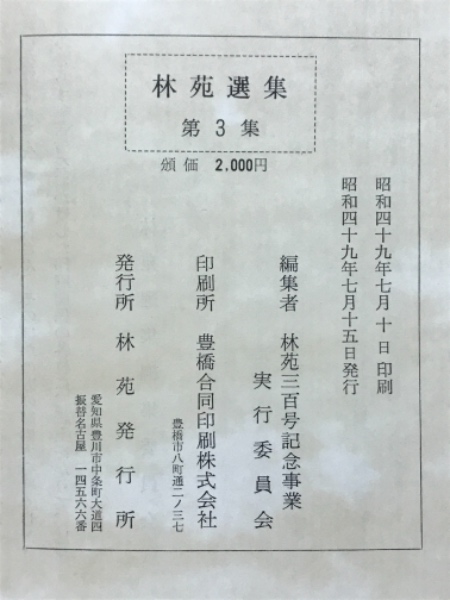 林苑選集
第3集
頒価 2,000円
昭和四十九年七月十日印刷
昭和四十九年七月十五日発行
編集者 林苑三百号記念事業
実行委員会
印刷所 豊橋合同印刷株式会社
豊橋市八町通二ノ三七
発行所 林苑発行所
愛知県豊川市中条町大道四
振替名古屋 一四五六六番